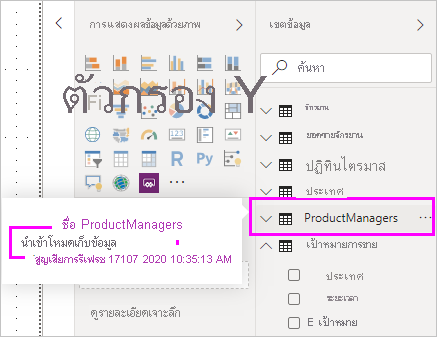 การแสดงผลข้อมูลด้วยภาพ
เขตข้อมูล
ค้นหา
ตัวกรอง Y
จักรยาน
ยอดขายจักรยาน
ปฏิทินไตรมาส
ประเทศ
ProductManagers
เป้าหมายการขาย
ประเทศ
ระยะเวลา
E เป้าหมาย
ชื่อ ProductManagers
นำเข้าโหมดเก็บข้อมูล
สูญเสียการรีเฟรช 17107 2020 10:35:13 AM
ดูรายละเอียดเจาะลึก